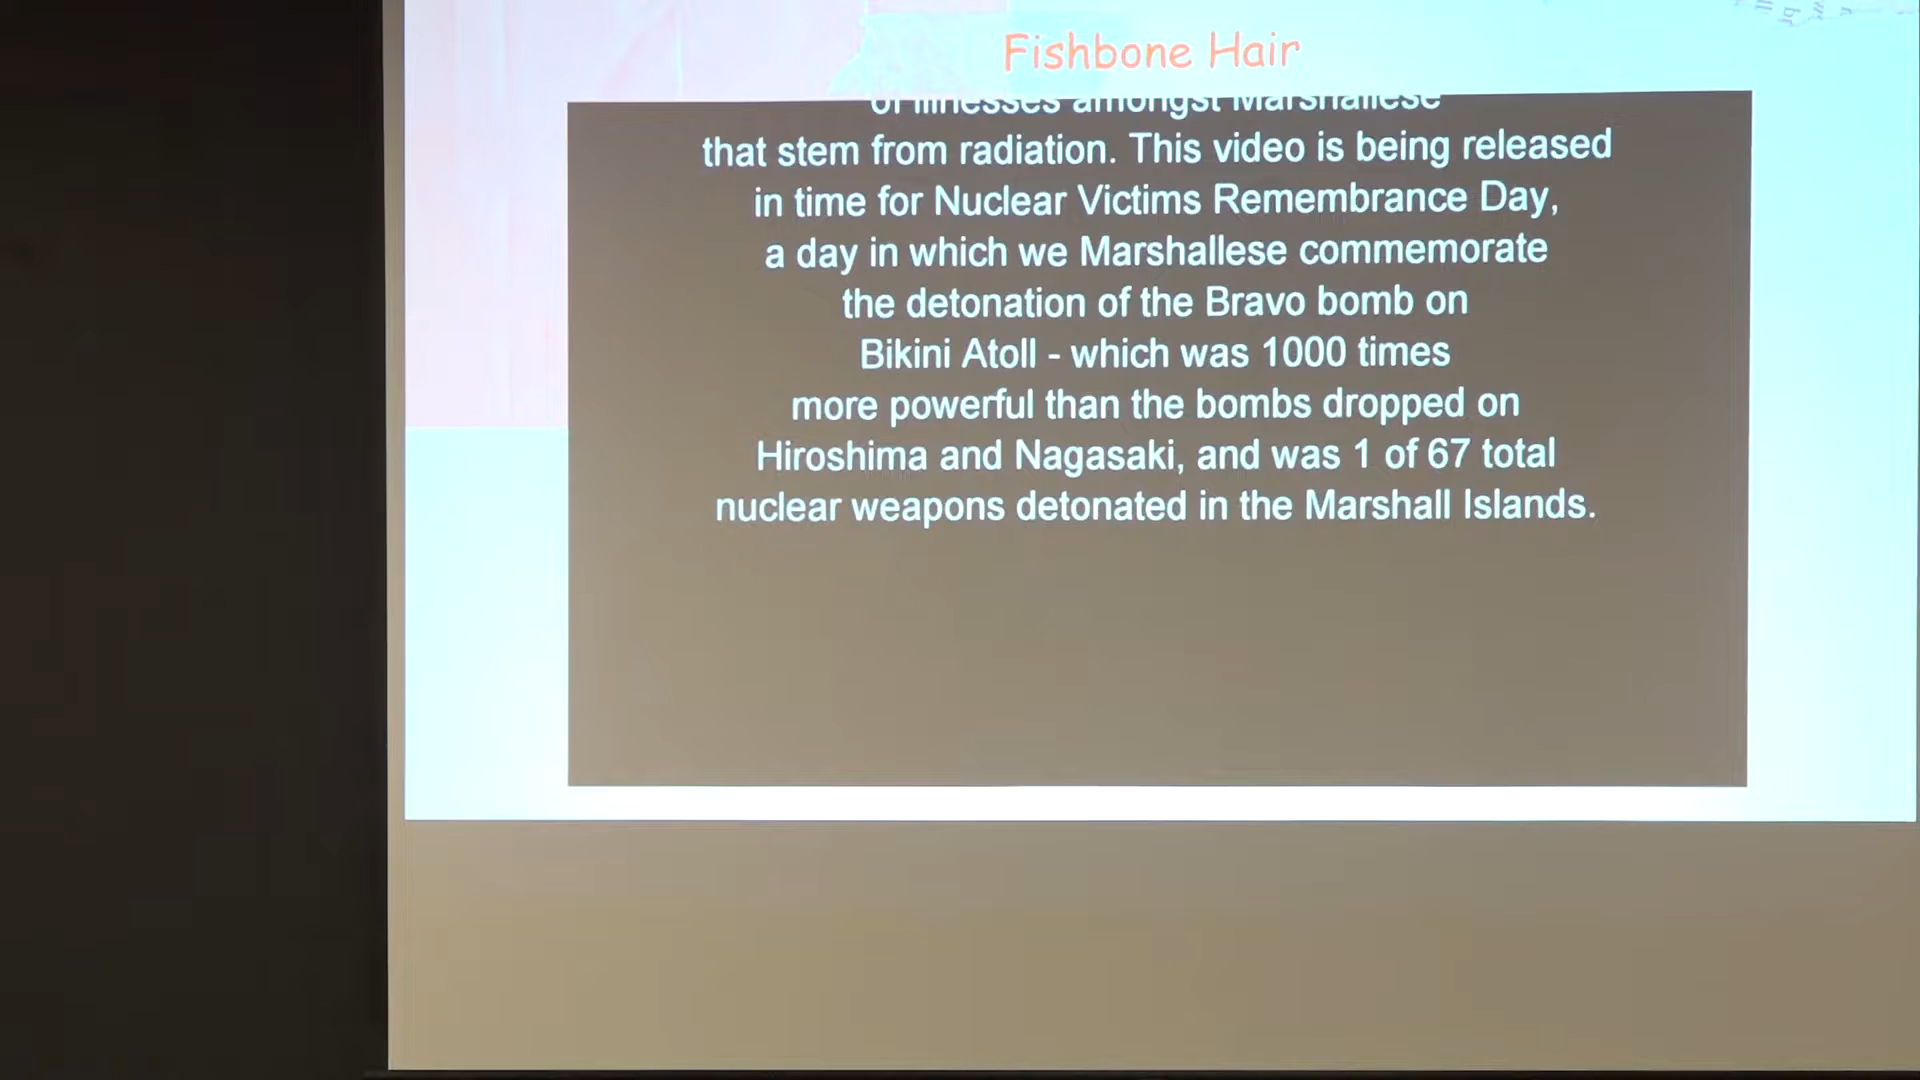 Fishbone Hair
of illnesses amongst Marshallese
that stem from radiation. This video is being released
in time for Nuclear Victims Remembrance Day,
a day in which we Marshallese commemorate
the detonation of the Bravo bomb on
Bikini Atoll - which was 1000 times
more powerful than the bombs dropped on
Hiroshima and Nagasaki, and was 1 of 67 total
nuclear weapons detonated in the Marshall Islands.